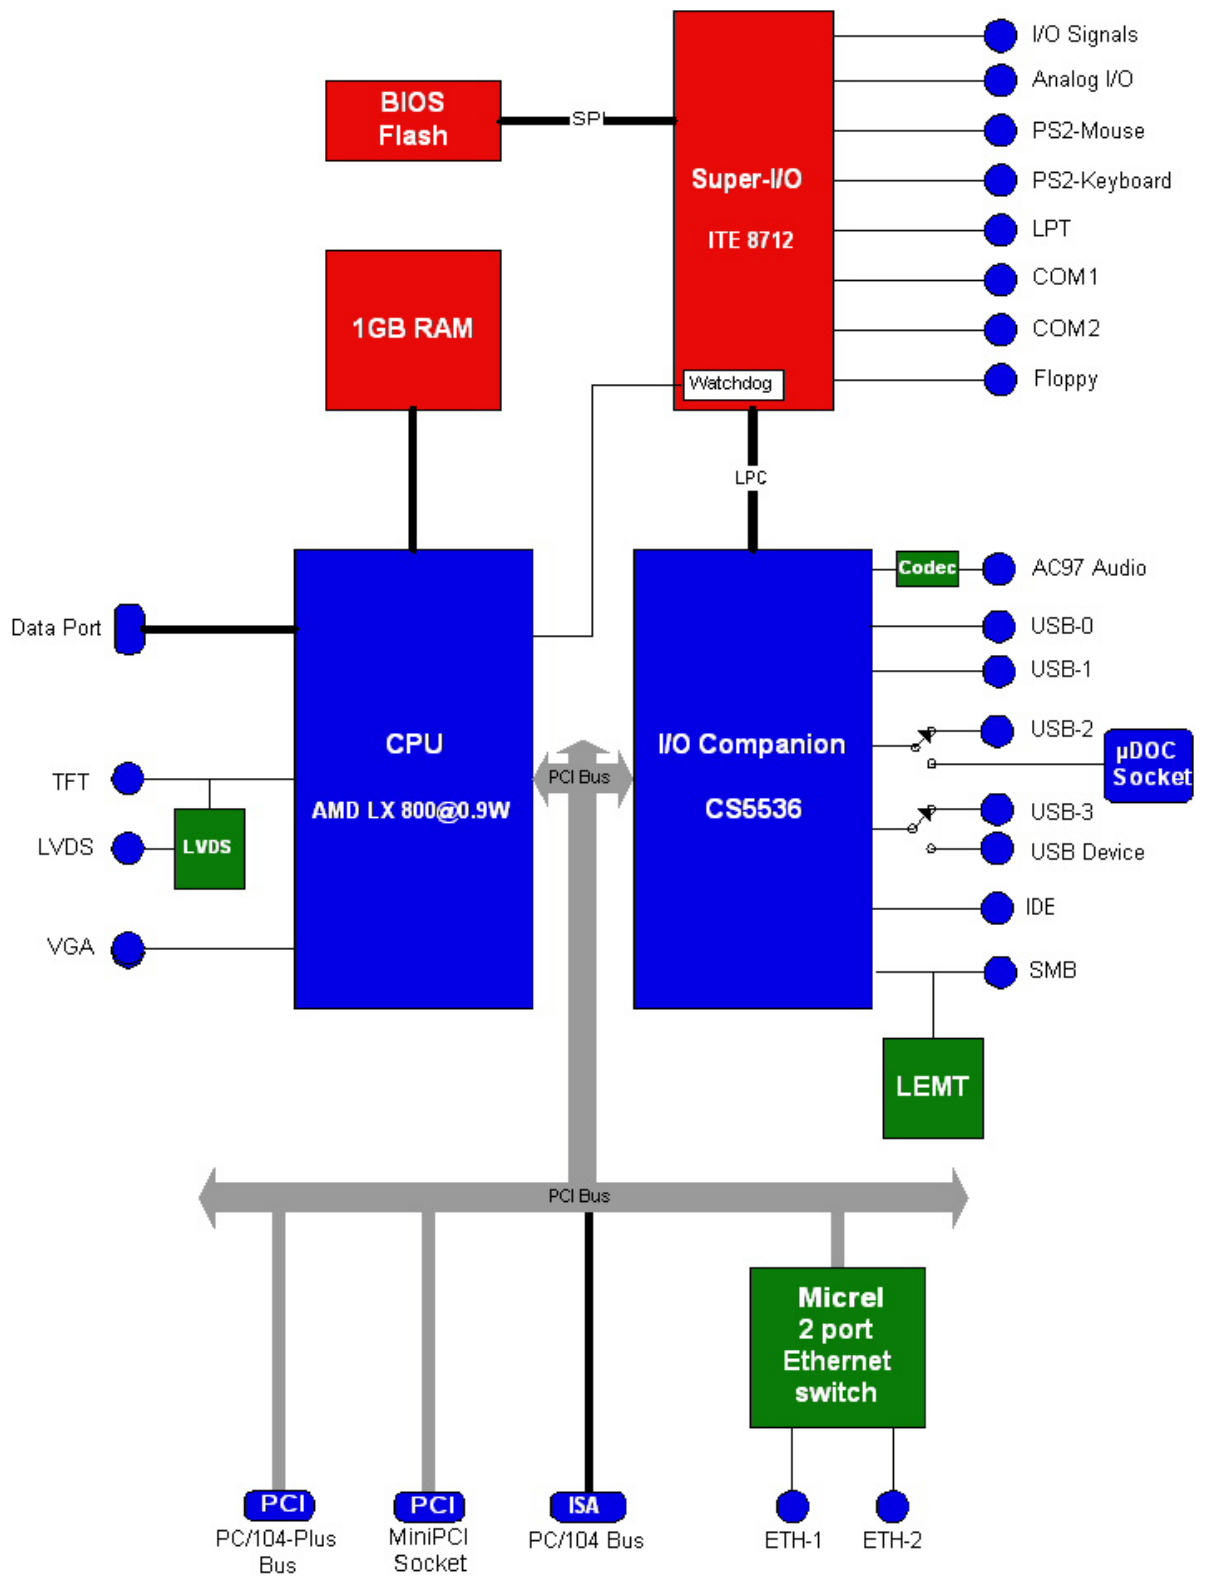 I/O Signals
Analog I/O
BIOS
Flash
SPI
PS2-Mouse
Super-I/O
PS2-Keyboard
ITE 8712
LPT
COM1
1GB RAM
COM2
Watchdog
Floppy
LPC
Codec
AC97 Audio
Data Port
USB-0
USB-1
USB-2
CPU
I/O Companion
µDOC
Socket
PCI Bus
TFT
AMD LX 800@0.9W
CS5536
USB-3
LVDS
LVDS
USB Device
IDE
VGA
SMB
LEMT
PCI Bus
Micrel
2 port
Ethernet
switch
PCI
PCI
ISA
PC/104-Plus
Bus
MiniPCI
Socket
PC/104 Bus
ETH-1
ETH-2